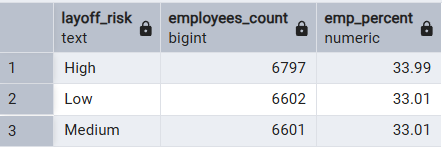 layoff_risk employees_count emp_percent
text bigint numeric
1 High 6797 33.99
2 Low 6602 33.01
3 Medium 6601 33.01